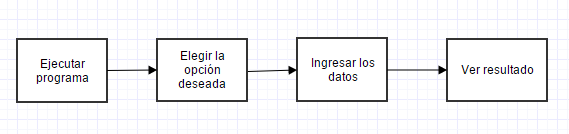 Ejecutar
programa
Elegir la
opción
deseada
Ingresar los
datos
Ver resultado